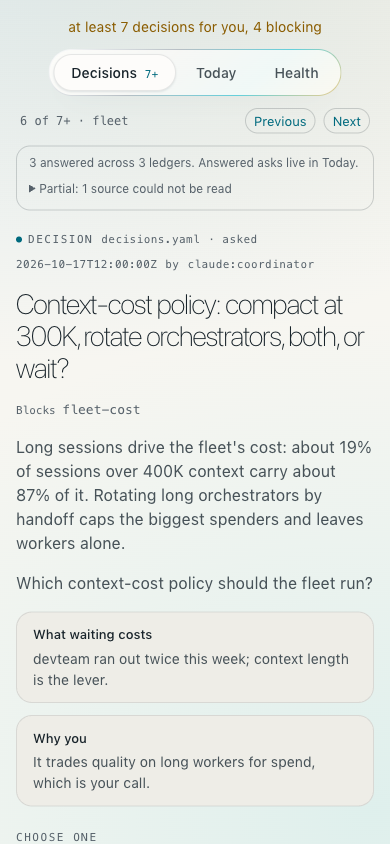 at least 7 decisions for you, 4 blocking
Decisions 7+ Today Health
6 of 7+ · fleet Previous Next
3 answered across 3 ledgers. Answered asks live in Today.
▶ Partial: 1 source could not be read
DECISION decisions.yaml · asked
2026-10-17T12:00:00Z by claude:coordinator
Context-cost policy: compact at
300K, rotate orchestrators, both, or
wait?
Blocks fleet-cost
Long sessions drive the fleet's cost: about 19%
of sessions over 400K context carry about
87% of it. Rotating long orchestrators by
handoff caps the biggest spenders and leaves
workers alone.
Which context-cost policy should the fleet run?
What waiting costs
devteam ran out twice this week; context length
is the lever.
Why you
It trades quality on long workers for spend,
which is your call.
CHOOSE ONE